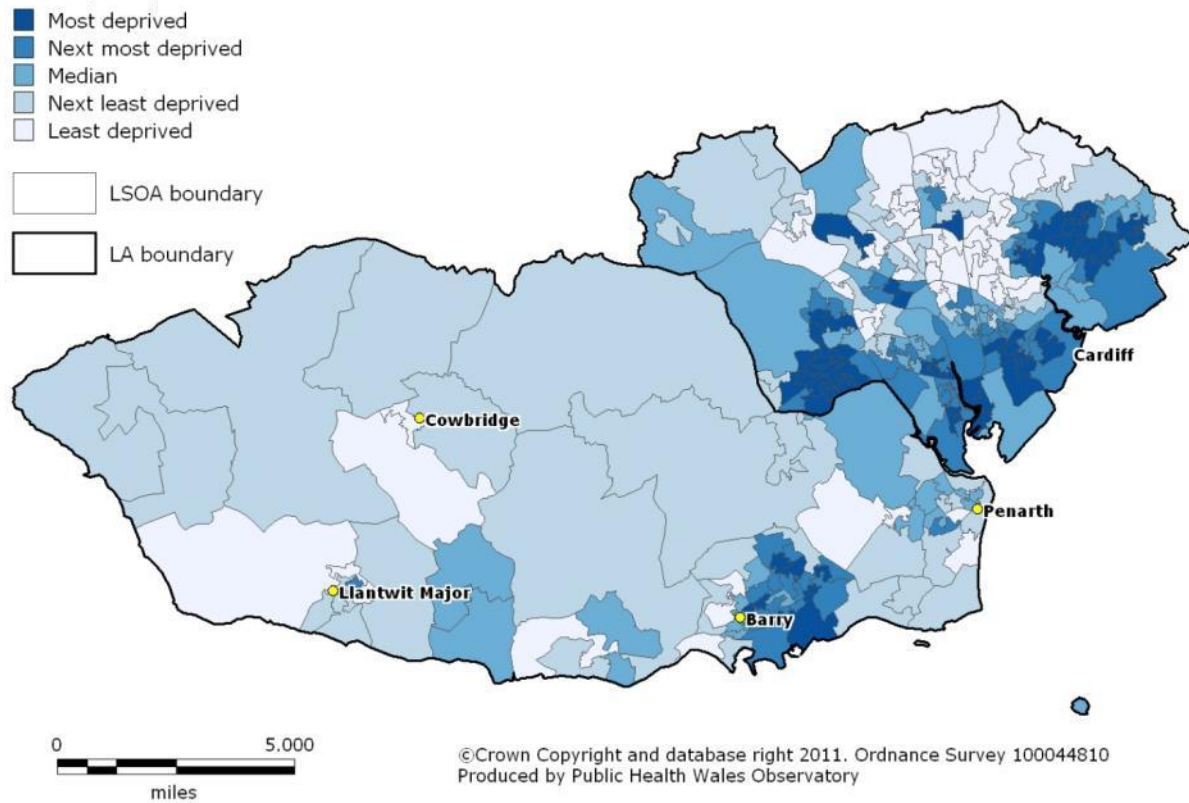 Most deprived
Next most deprived
Median
Next least deprived
Least deprived
LSOA boundary
LA boundary
Cardiff
Cowbridge
Penarth
Llantwit Major
Barry
0 5.000
miles
©Crown Copyright and database right 2011. Ordnance Survey 100044810
Produced by Public Health Wales Observatory